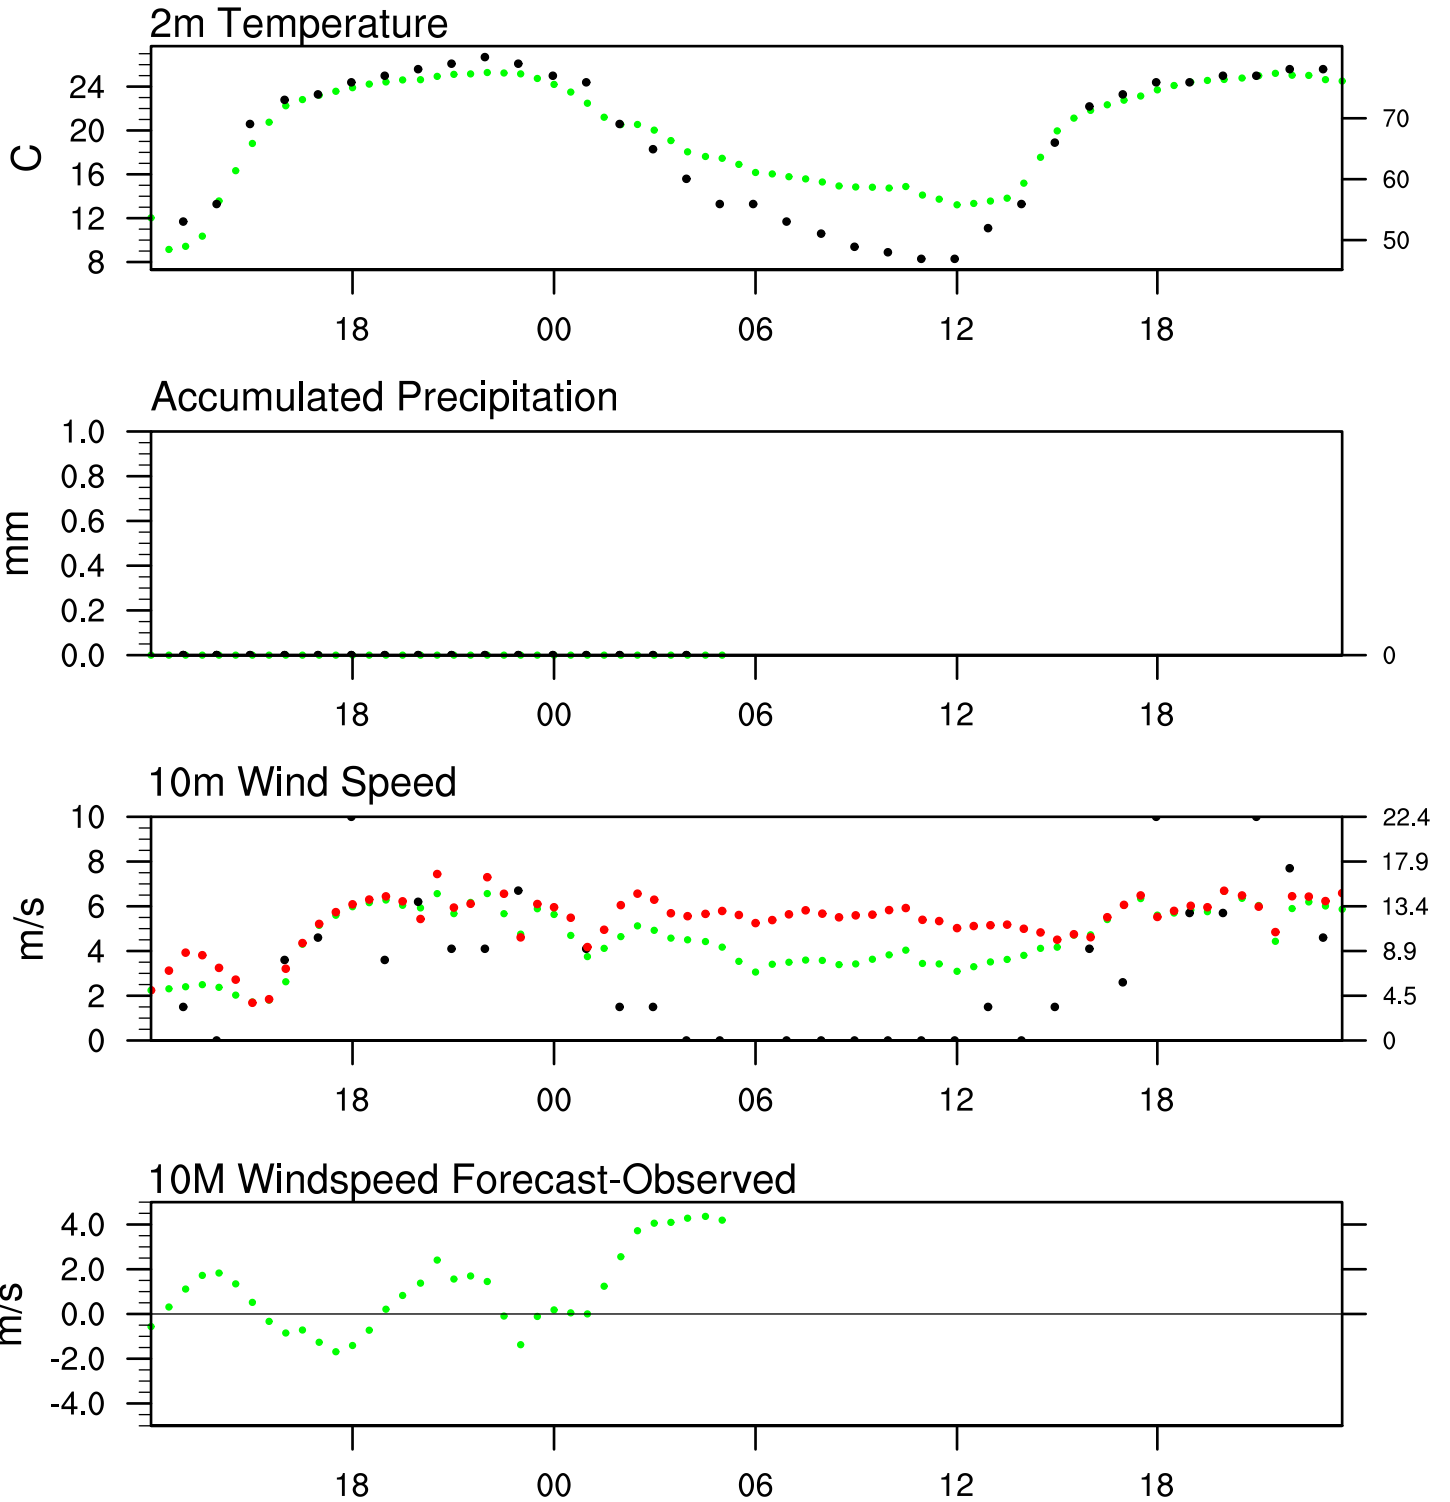 2m Temperature
C
24
20
16
12
8
70
60
50
18 00 06 12 18
Accumulated Precipitation
mm
1.0
0.8
0.6
0.4
0.2
0.0
0
18 00 06 12 18
10m Wind Speed
m/s
10
8
6
4
2
0
22.4
17.9
13.4
8.9
4.5
0
18 00 06 12 18
10M Windspeed Forecast-Observed
m/s
4.0
2.0
0.0
-2.0
-4.0
18 00 06 12 18